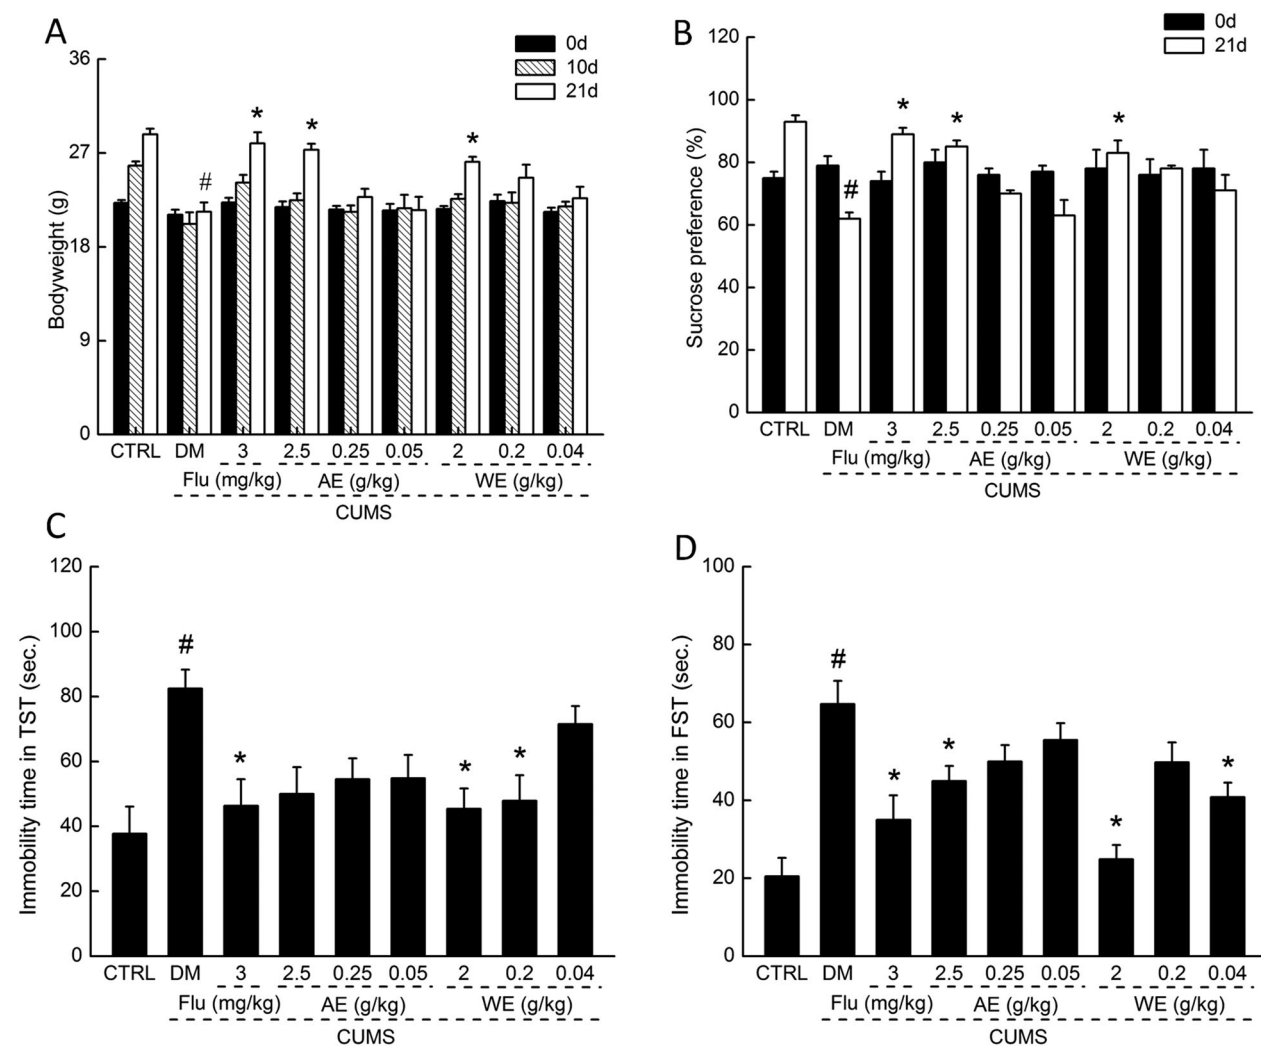 A
0d
10d
21d
36
27
18
9
0
Bodyweight (g)
#
*
*
*
CTRL DM 3 2.5 0.25 0.05 2 0.2 0.04
Flu (mg/kg) AE (g/kg) WE (g/kg)
CUMS
B
0d
21d
120
100
80
60
40
20
0
Sucrose preference (%)
#
*
*
*
CTRL DM 3 2.5 0.25 0.05 2 0.2 0.04
Flu (mg/kg) AE (g/kg) WE (g/kg)
CUMS
C
120
100
80
60
40
20
0
Immobility time in TST (sec.)
#
*
*
*
CTRL DM 3 2.5 0.25 0.05 2 0.2 0.04
Flu (mg/kg) AE (g/kg) WE (g/kg)
CUMS
D
100
80
60
40
20
0
Immobility time in FST (sec.)
#
*
*
*
*
CTRL DM 3 2.5 0.25 0.05 2 0.2 0.04
Flu (mg/kg) AE (g/kg) WE (g/kg)
CUMS